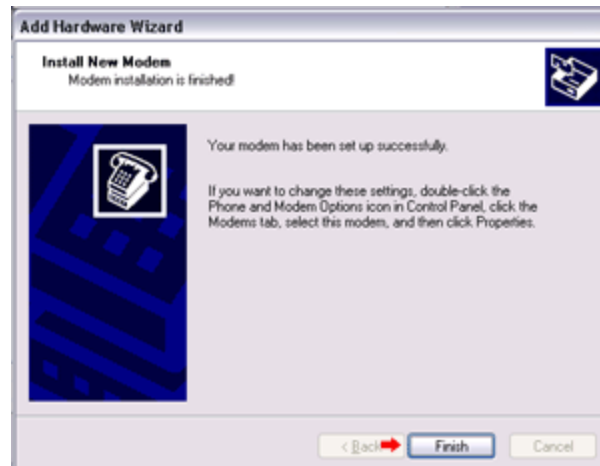 Add Hardware Wizard
Install New Modem
Modem installation is finished!
Your modem has been set up successfully.
If you want to change these settings, double-click the
Phone and Modem Options icon in Control Panel, click the
Modems tab, select this modem, and then click Properties.
< Back Finish Cancel